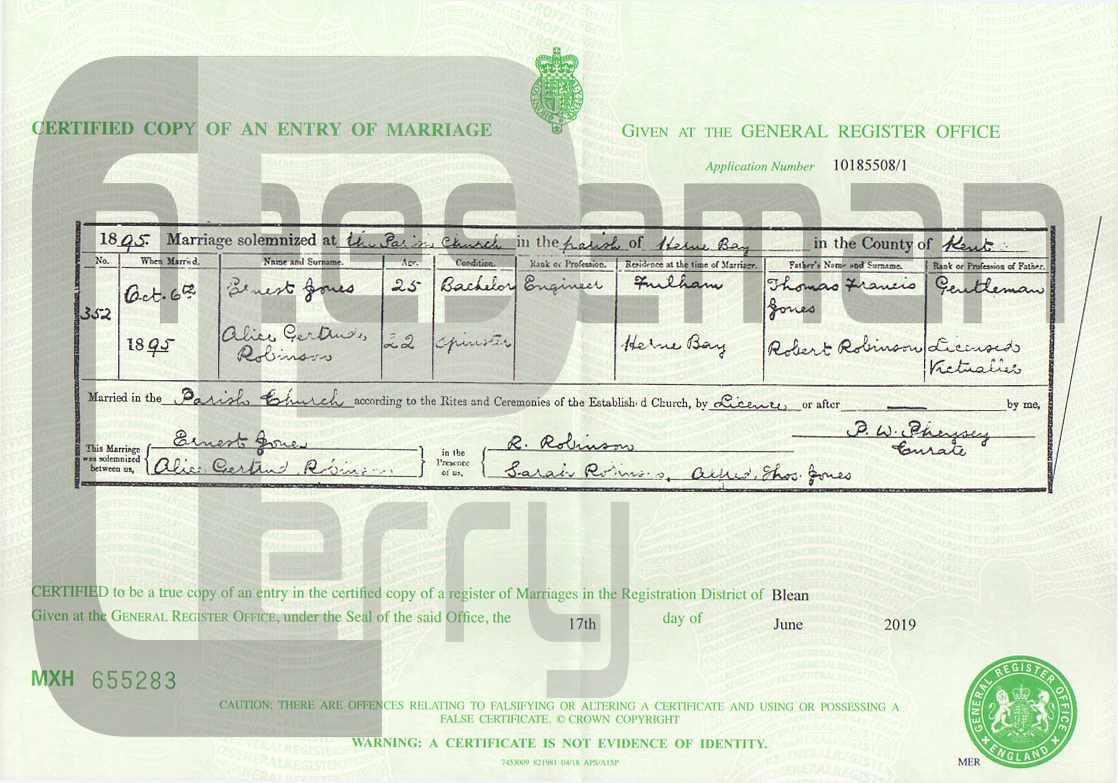 CERTIFIED COPY OF AN ENTRY OF MARRIAGE
GIVEN AT THE GENERAL REGISTER OFFICE
Application Number 10185508/1
Cheeseman
1895. Marriage solemnized at the Parish Church in the parish of Herne Bay in the County of Kent
No. When Married. Name and Surname. Age. Condition. Rank or Profession. Residence at the time of Marriage. Father's Name and Surname. Rank or Profession of Father.
352 Oct. 6th 1895
Ernest Jones 25 Bachelor Engineer Fulham Thomas Francis Jones Gentleman
Alice Gertrude Robinson 22 Spinster Herne Bay Robert Robinson Licensed Victualler
Married in the Parish Church according to the Rites and Ceremonies of the Established Church, by Licence or after — by me,
P. W. Pheysey
Curate
This Marriage was solemnized between us,
Ernest Jones
Alice Gertrude Robinson
in the Presence of us,
R. Robinson
Sarah Robinson, Alfred Thos. Jones
Perry
CERTIFIED to be a true copy of an entry in the certified copy of a register of Marriages in the Registration District of Blean
Given at the GENERAL REGISTER OFFICE, under the Seal of the said Office, the 17th day of June 2019
MXH 655283
CAUTION: THERE ARE OFFENCES RELATING TO FALSIFYING OR ALTERING A CERTIFICATE AND USING OR POSSESSING A
FALSE CERTIFICATE. © CROWN COPYRIGHT
WARNING: A CERTIFICATE IS NOT EVIDENCE OF IDENTITY.
7453009 821981 04/18 APS/A15P
MER
GENERAL REGISTER OFFICE
ENGLAND